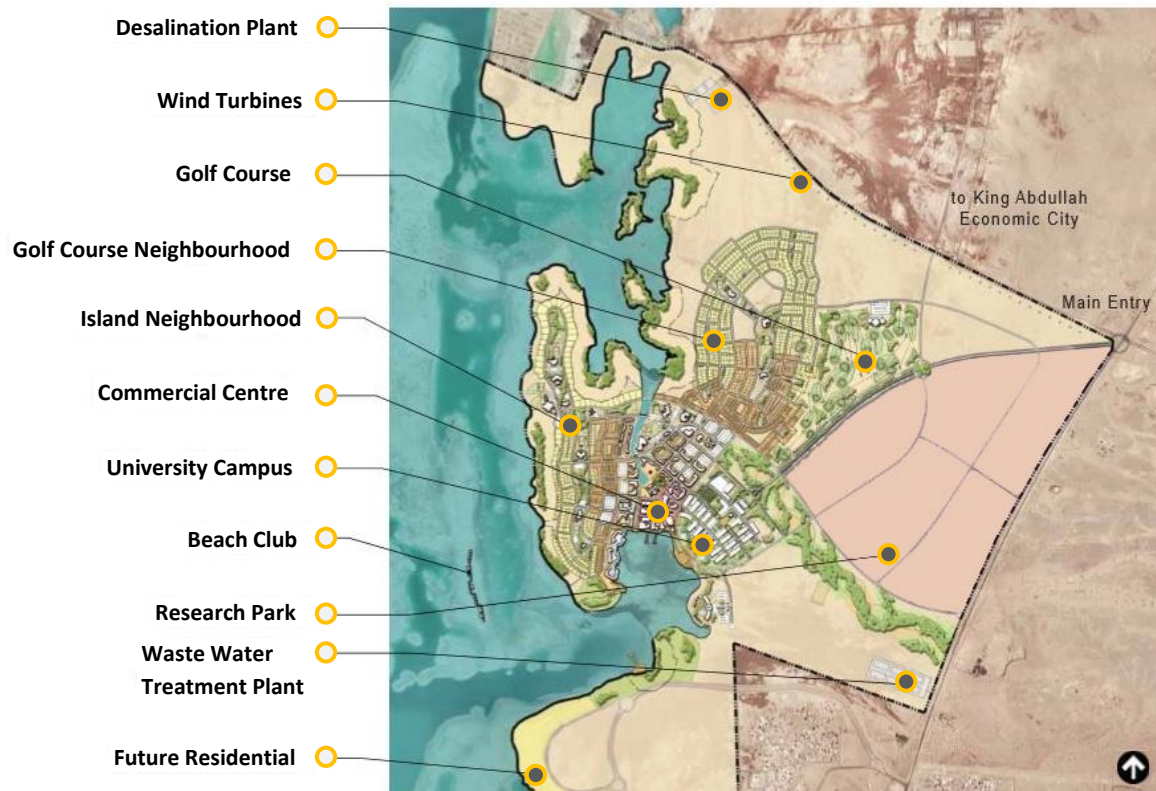 Desalination Plant
Wind Turbines
Golf Course
Golf Course Neighbourhood
Island Neighbourhood
Commercial Centre
University Campus
Beach Club
Research Park
Waste Water
Treatment Plant
Future Residential
to King Abdullah
Economic City
Main Entry